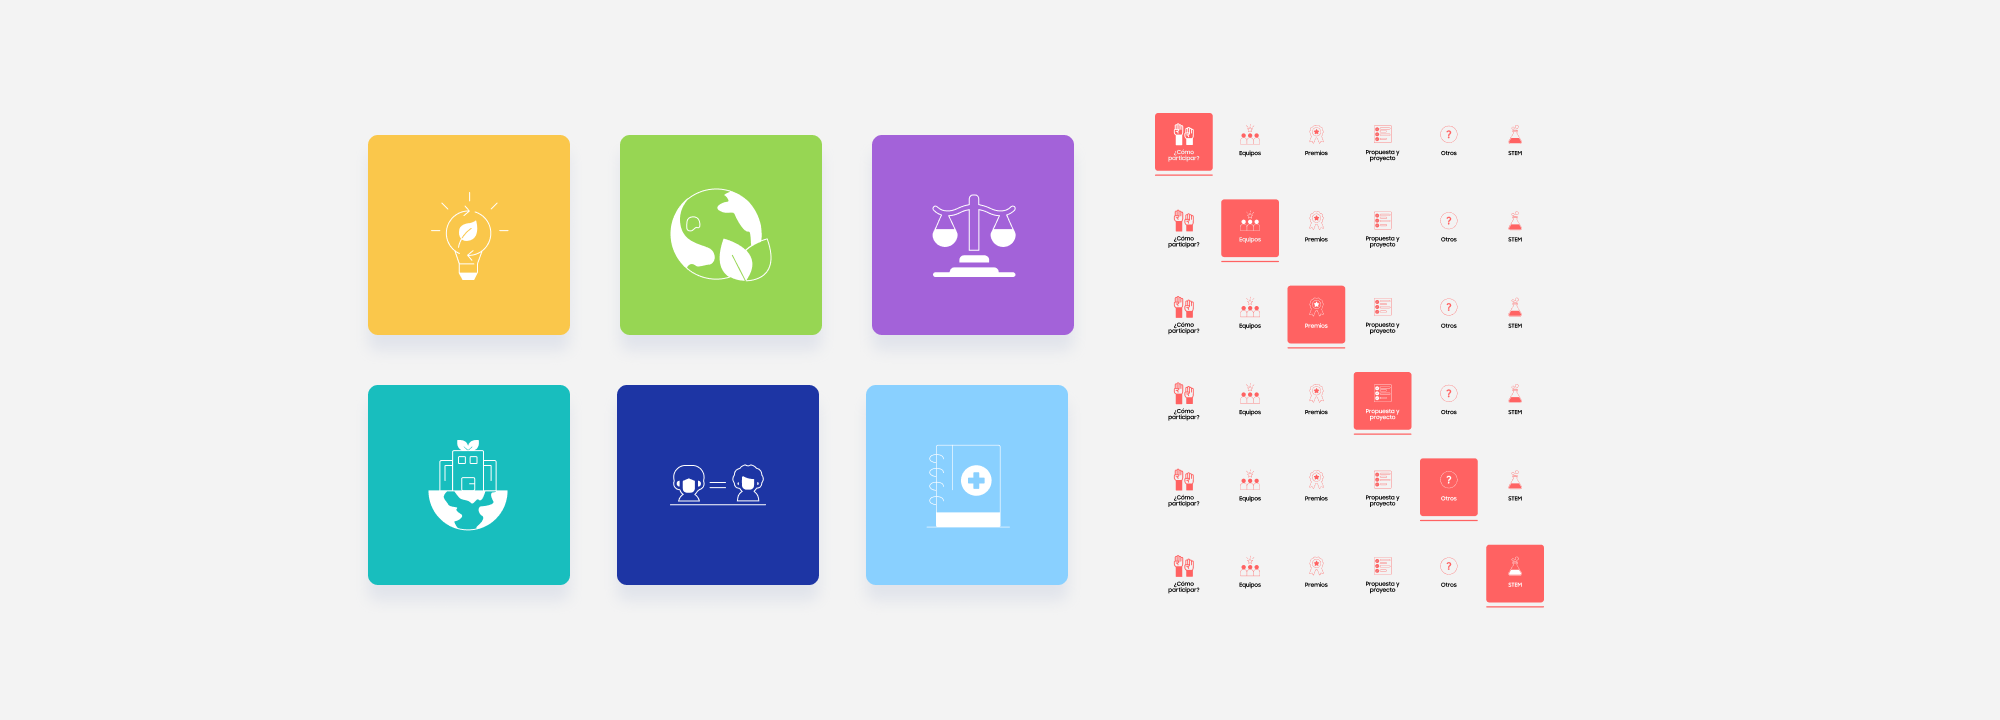 ¿Cómo
participar?
Equipos
Premios
Propuesta y
proyecto
Otros
STEM
¿Cómo
participar?
Equipos
Premios
Propuesta y
proyecto
Otros
STEM
¿Cómo
participar?
Equipos
Premios
Propuesta y
proyecto
Otros
STEM
¿Cómo
participar?
Equipos
Premios
Propuesta y
proyecto
Otros
STEM
¿Cómo
participar?
Equipos
Premios
Propuesta y
proyecto
Otros
STEM
¿Cómo
participar?
Equipos
Premios
Propuesta y
proyecto
Otros
STEM